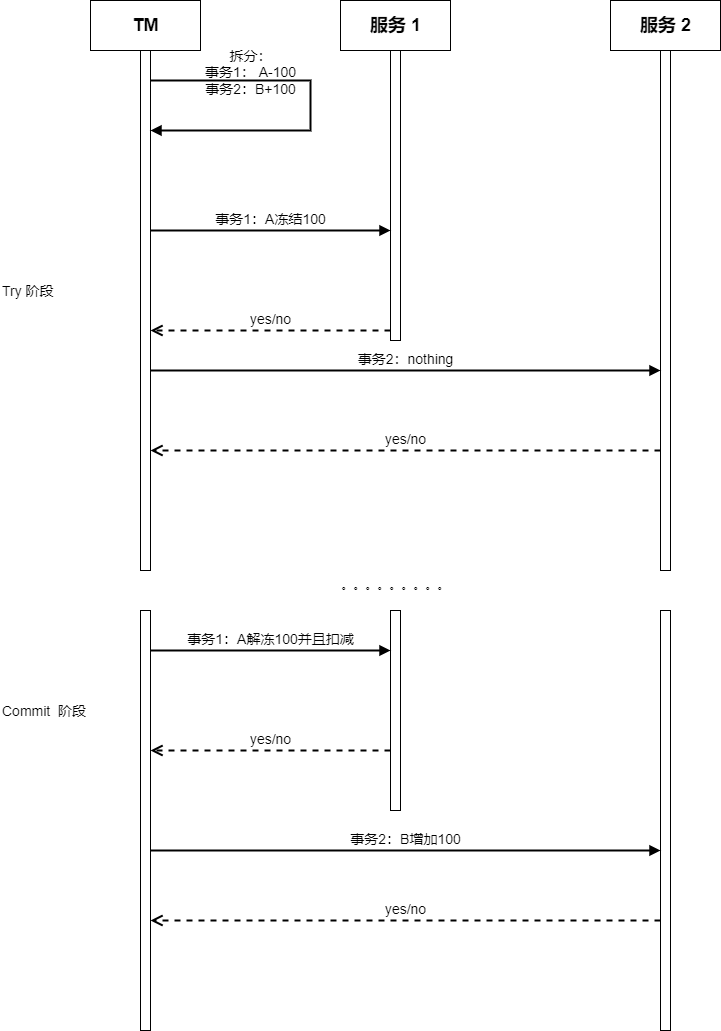 TM
服务 1
服务 2
拆分：
事务1： A-100
事务2：B+100
事务1：A冻结100
Try 阶段
yes/no
事务2：nothing
yes/no
。。。。。。。。。
事务1：A解冻100并且扣减
Commit 阶段
yes/no
事务2：B增加100
yes/no